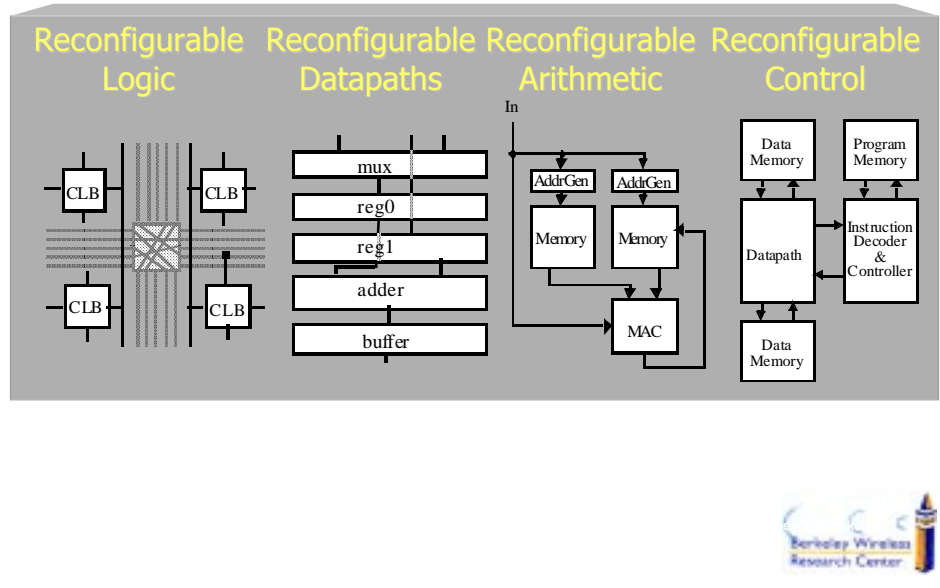 Reconfigurable
Logic
Reconfigurable
Datapaths
Reconfigurable
Arithmetic
Reconfigurable
Control
CLB
CLB
CLB
CLB
mux
reg0
reg1
adder
buffer
In
AddrGen
AddrGen
Memory
Memory
MAC
Data
Memory
Program
Memory
Datapath
Instruction
Decoder
&
Controller
Data
Memory
Berkeley Wireless
Research Center